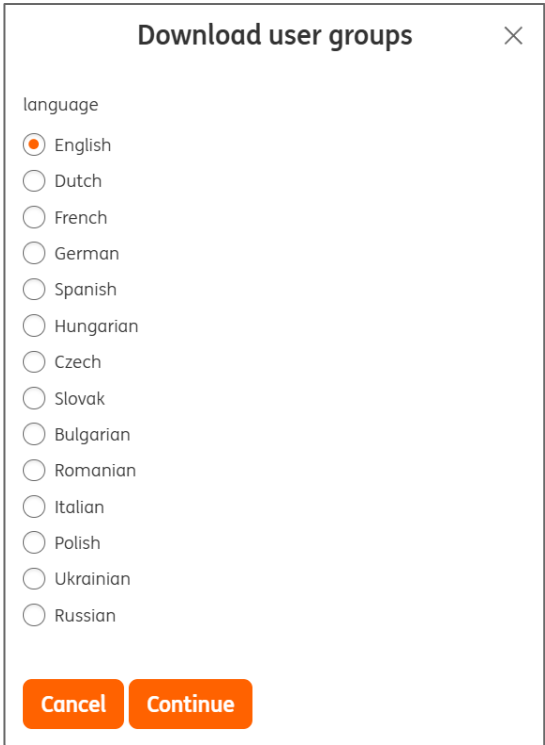 Download user groups
language
English
Dutch
French
German
Spanish
Hungarian
Czech
Slovak
Bulgarian
Romanian
Italian
Polish
Ukrainian
Russian
Cancel Continue